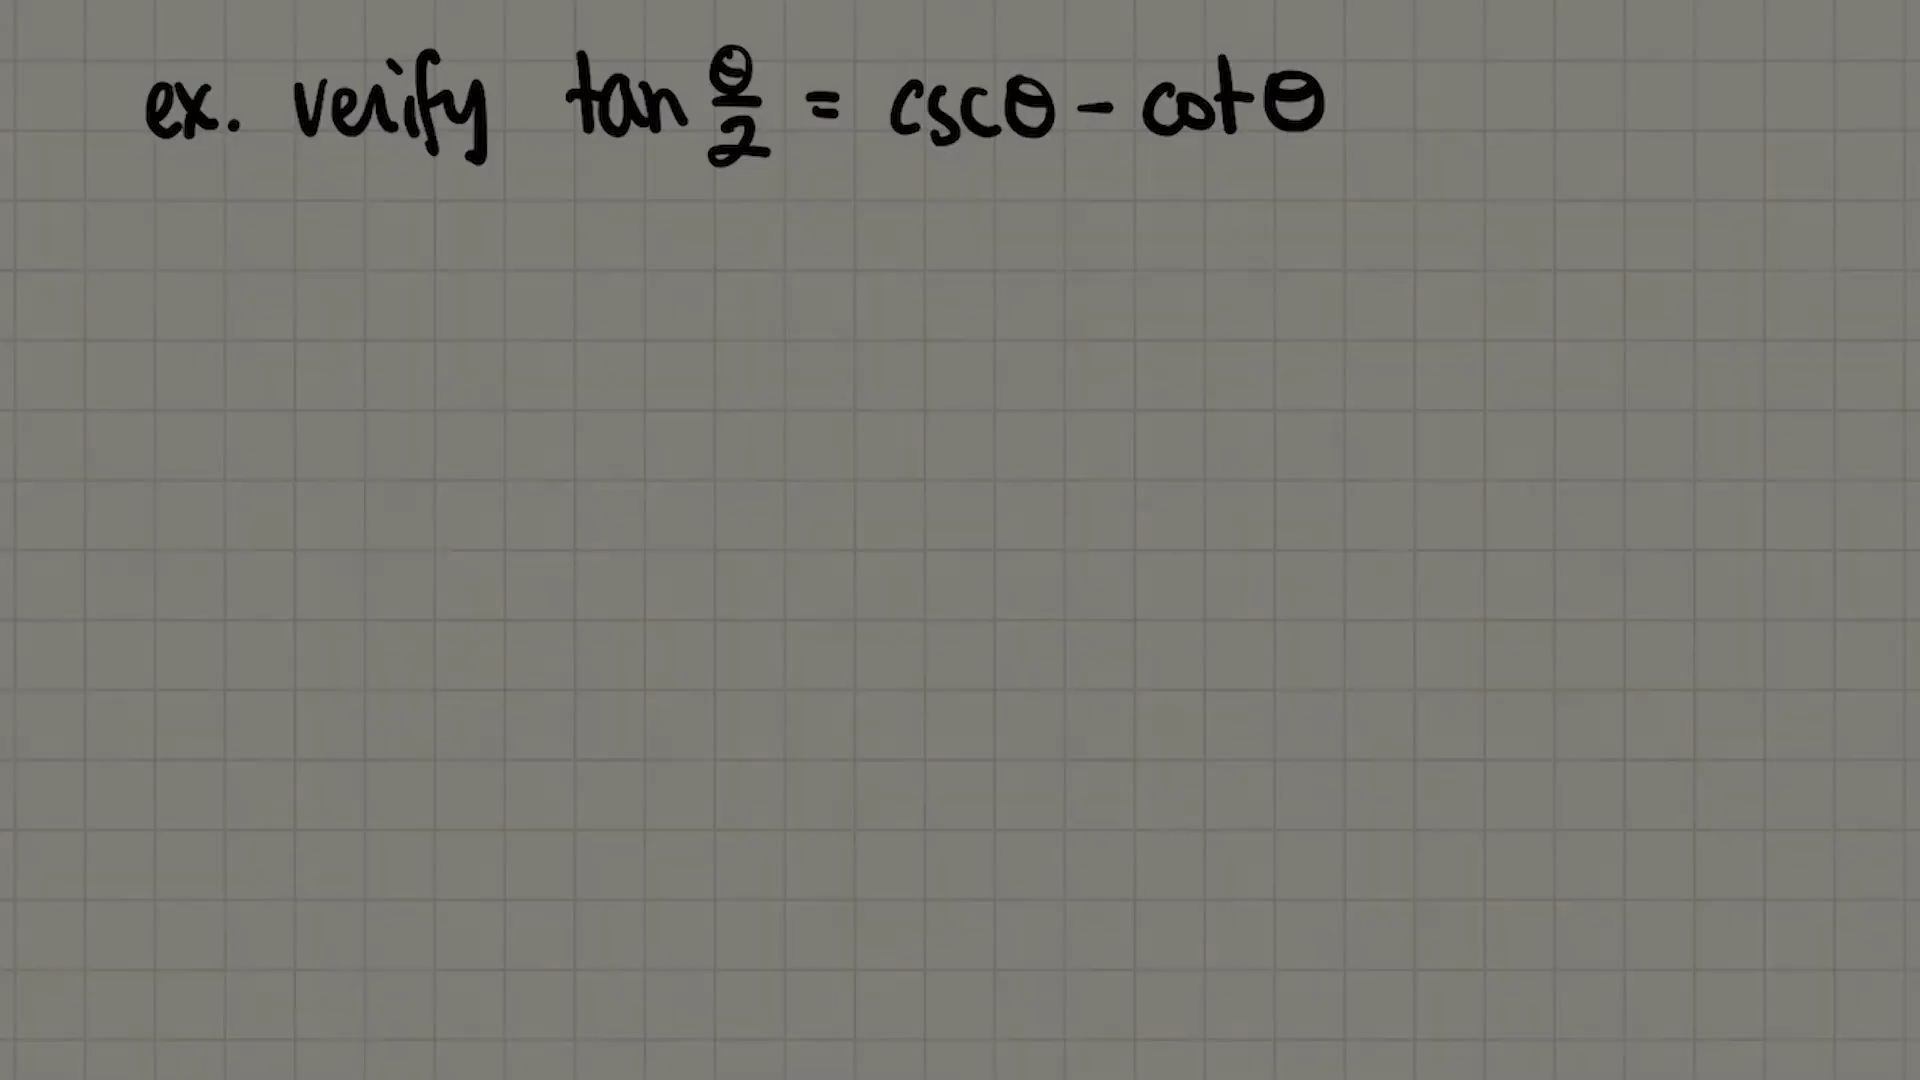 ex. verify tan θ/2 = cscθ - cotθ